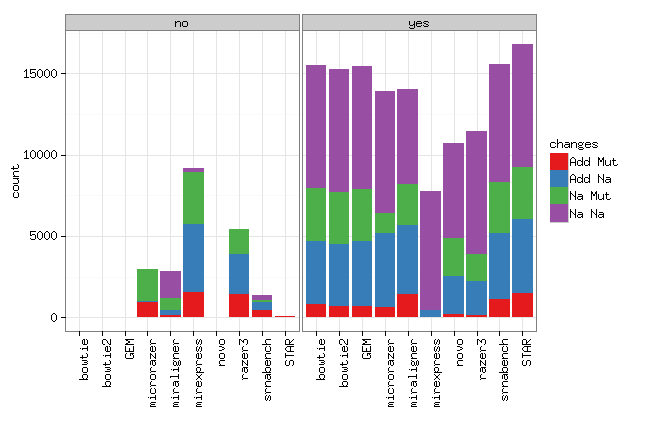 no yes
15000
10000
5000
0
count
bowtie
bowtie2
GEM
microrazer
miraligner
mirexpress
novo
razer3
srnabench
STAR
bowtie
bowtie2
GEM
microrazer
miraligner
mirexpress
novo
razer3
srnabench
STAR
changes
Add Mut
Add Na
Na Mut
Na Na